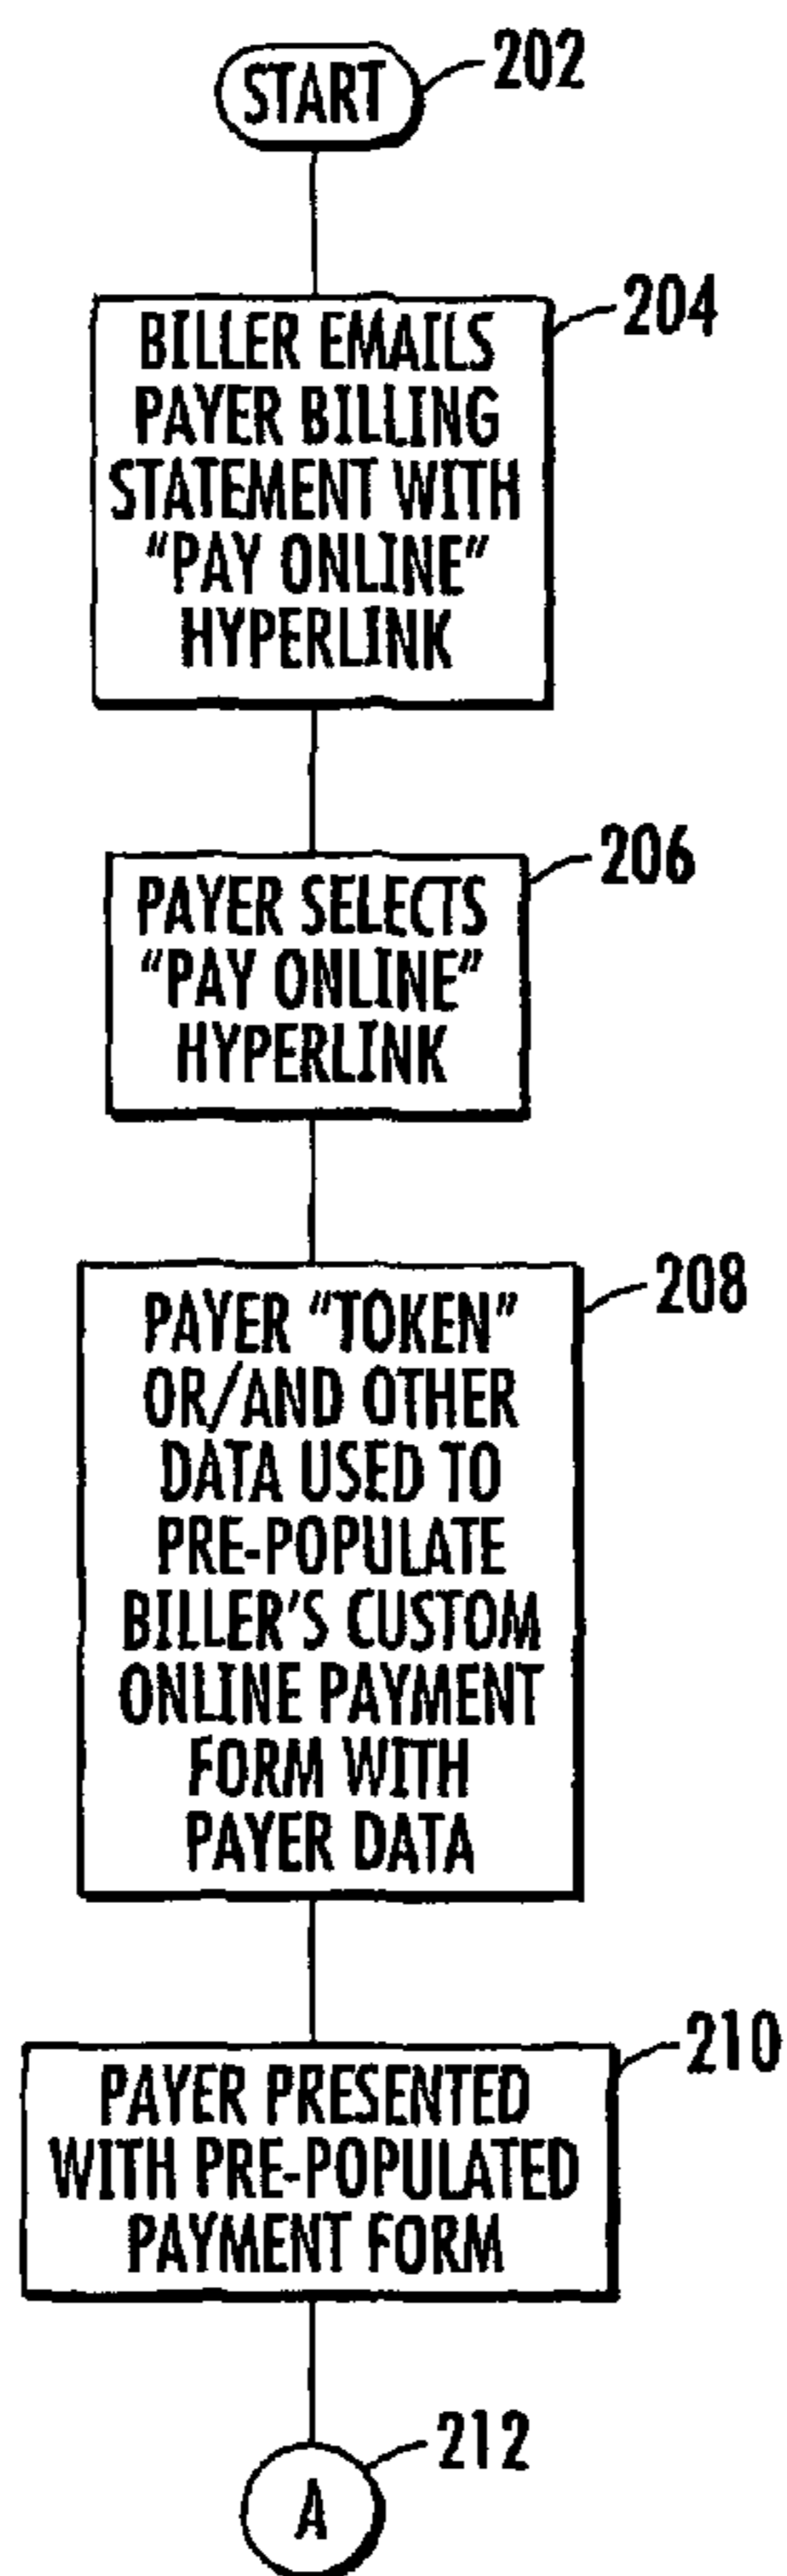 START
202
204
BILLER EMAILS
PAYER BILLING
STATEMENT WITH
“PAY ONLINE”
HYPERLINK
206
PAYER SELECTS
“PAY ONLINE”
HYPERLINK
208
PAYER “TOKEN”
OR/AND OTHER
DATA USED TO
PRE-POPULATE
BILLER'S CUSTOM
ONLINE PAYMENT
FORM WITH
PAYER DATA
210
PAYER PRESENTED
WITH PRE-POPULATED
PAYMENT FORM
212
A